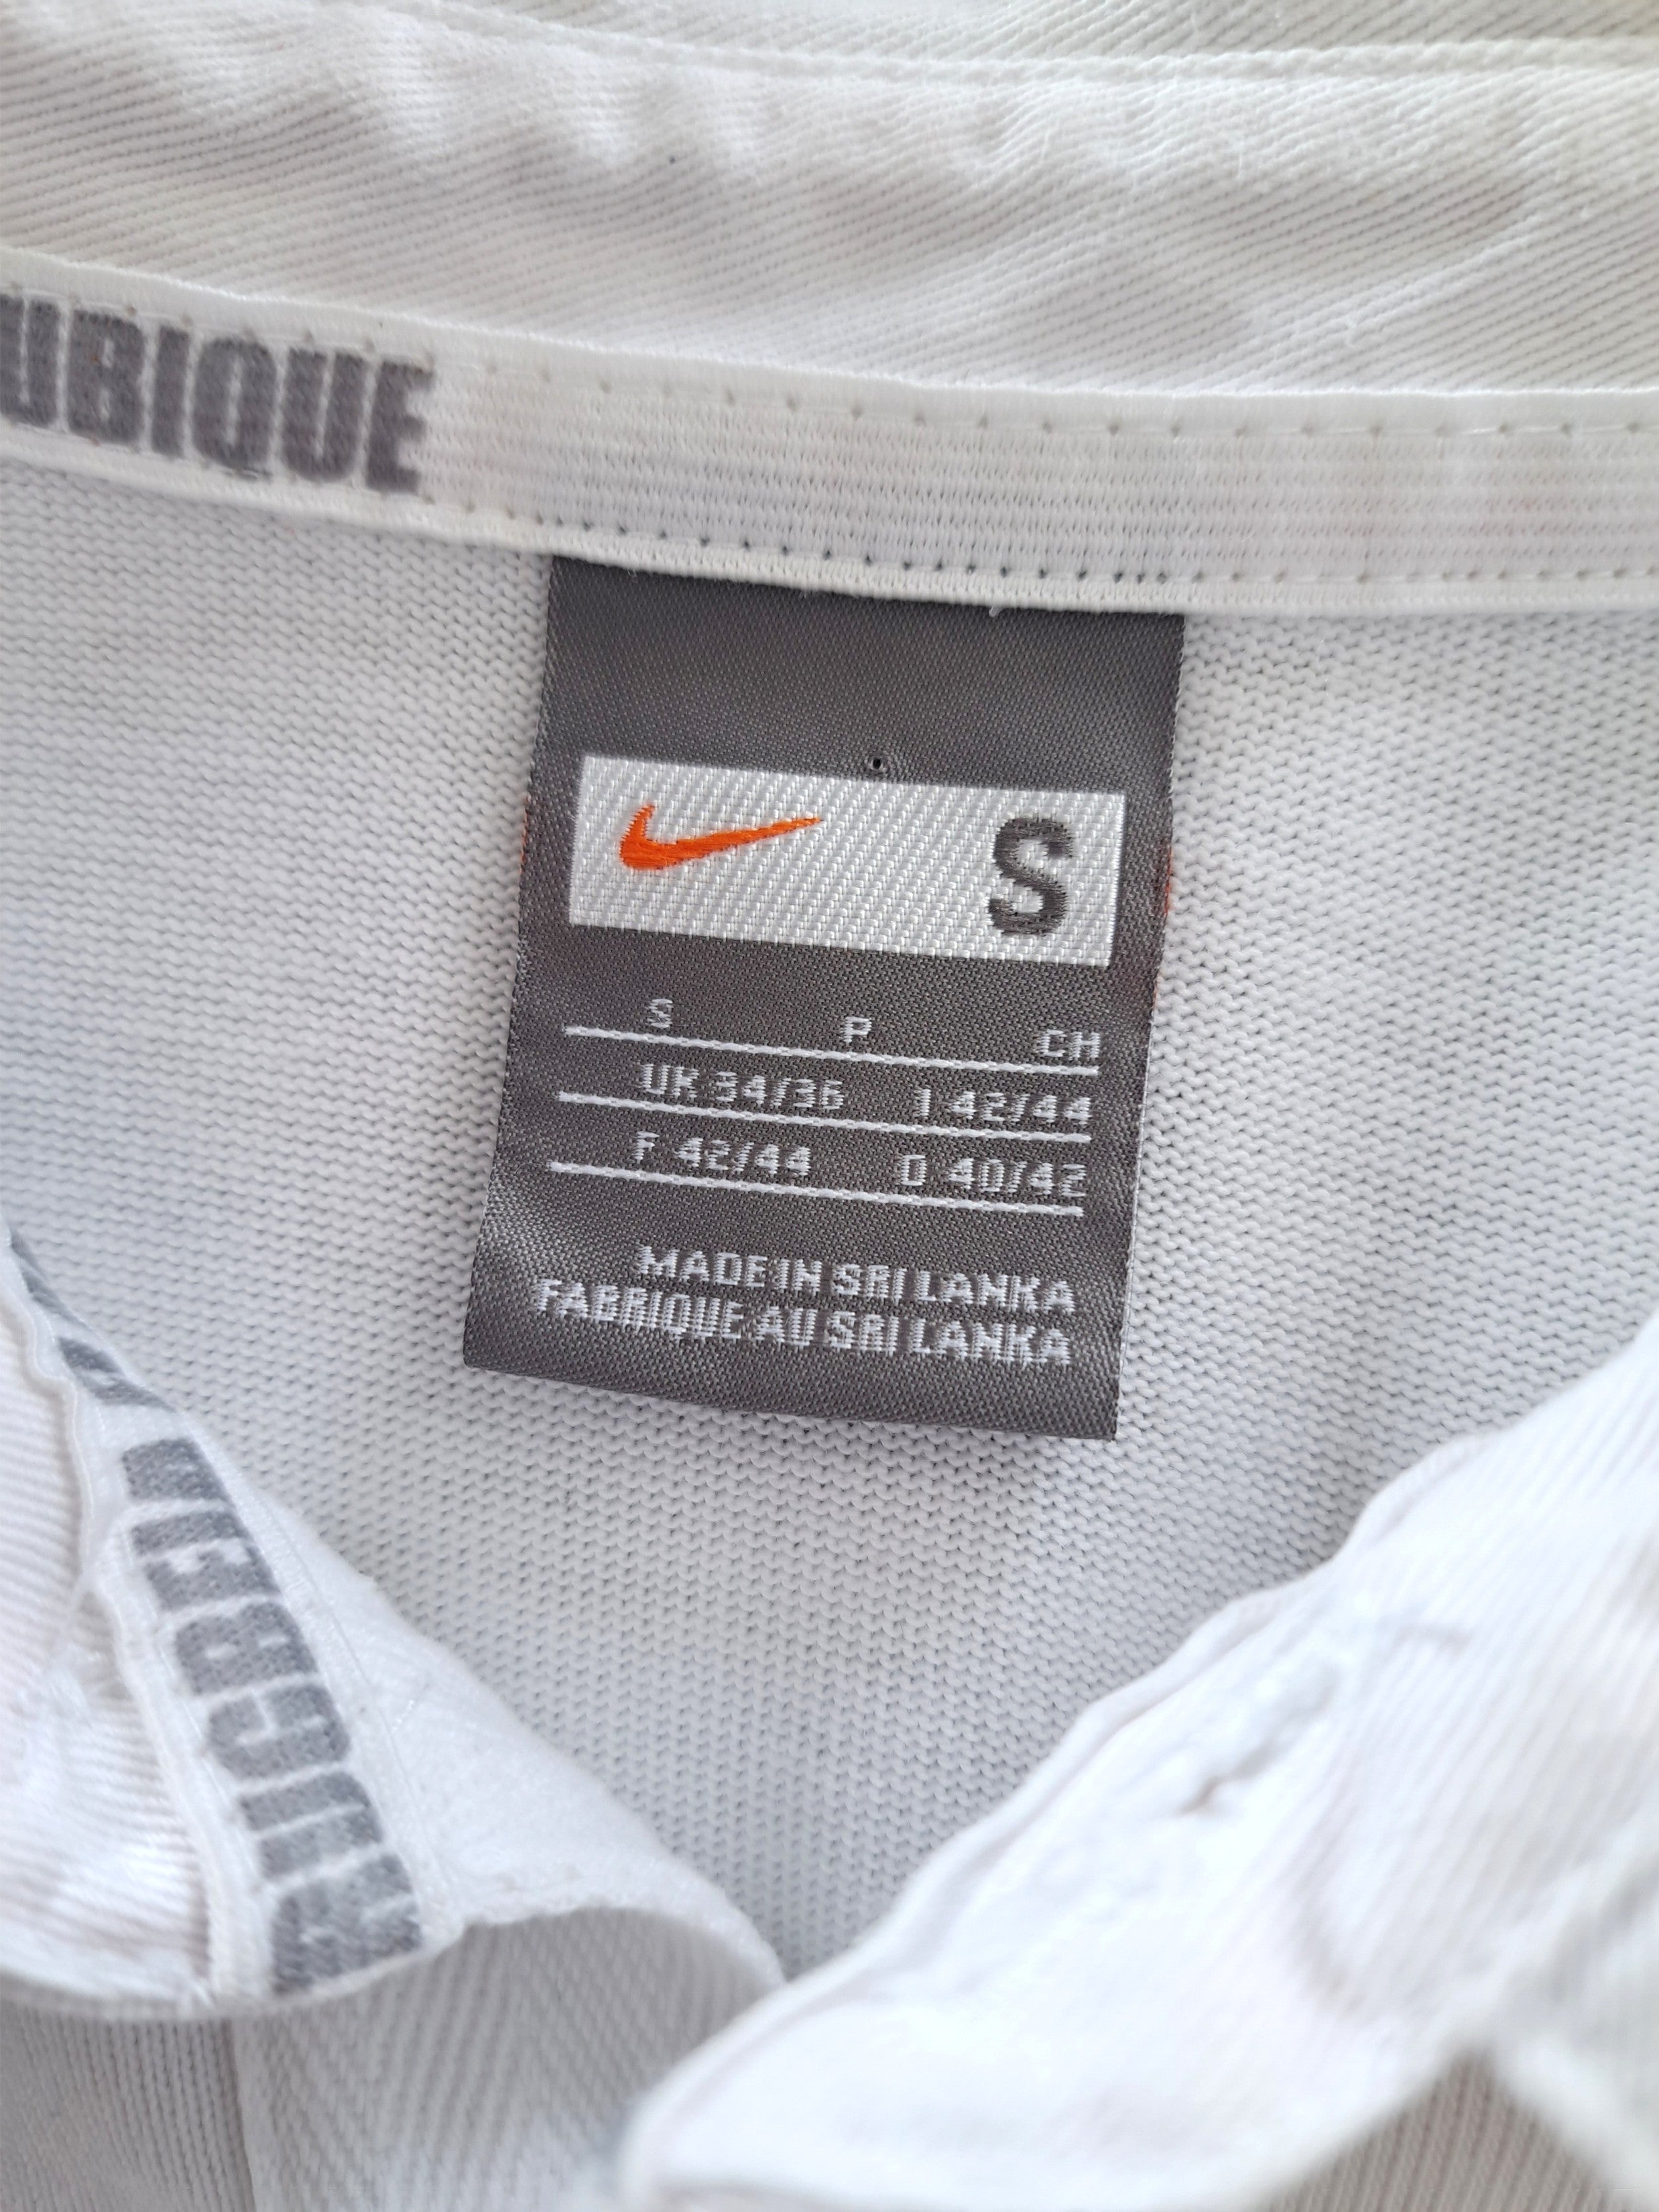 UBIQUE
S
S P CH
UK 34/36 I 42/44
F 42/44 D 40/42
MADE IN SRI LANKA
FABRIQUE AU SRI LANKA